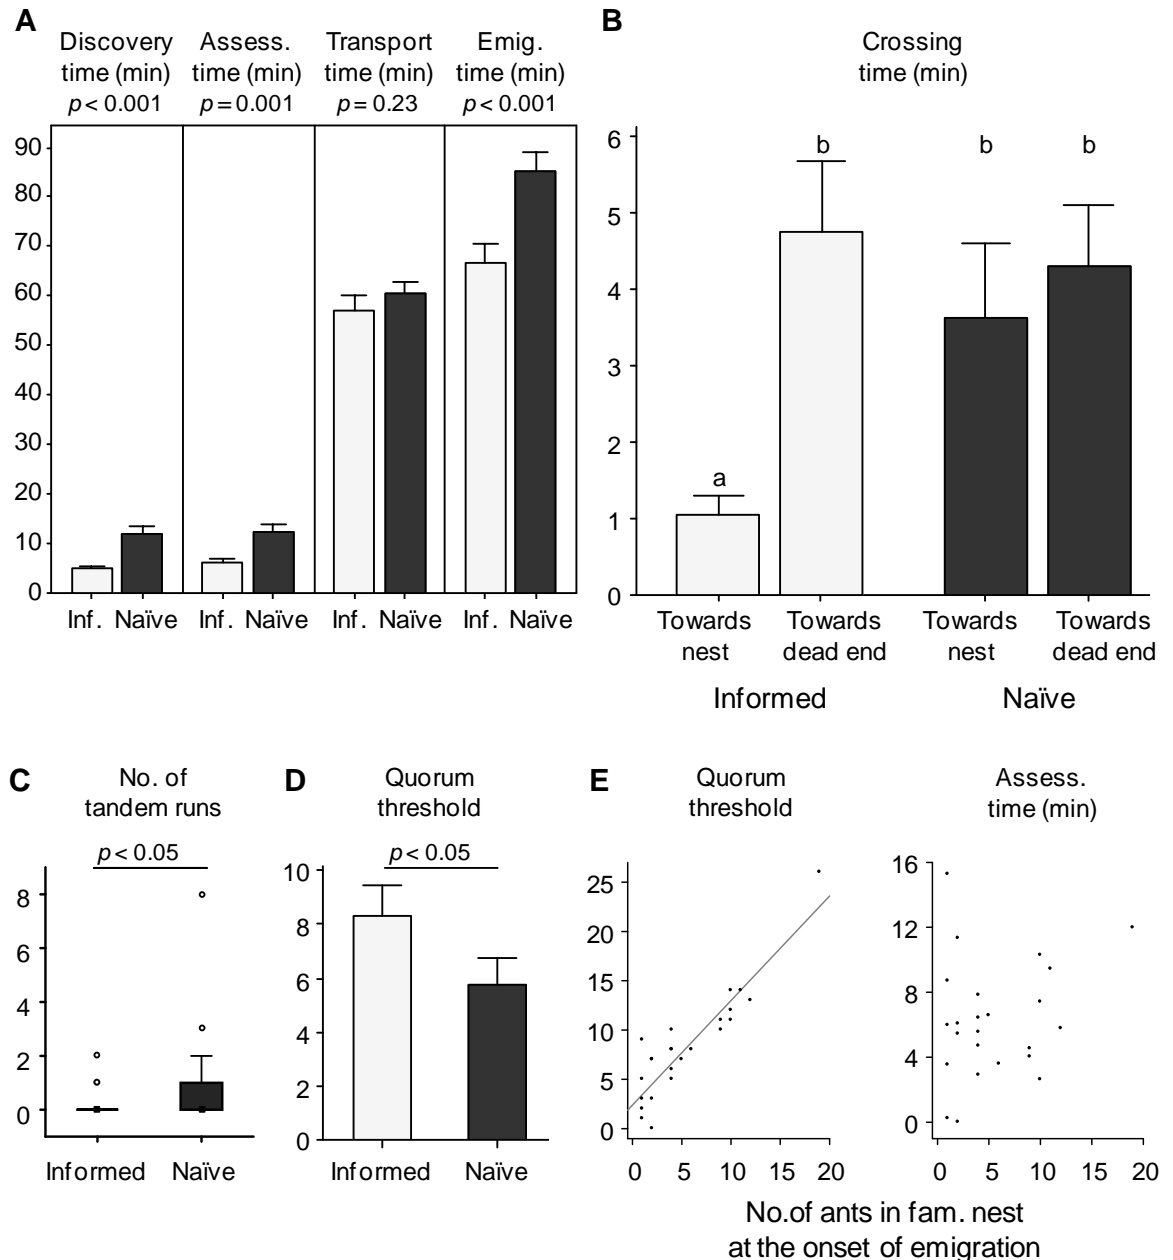 A
Discovery time (min)
p < 0.001
Assess. time (min)
p = 0.001
Transport time (min)
p = 0.23
Emig. time (min)
p < 0.001
90
80
70
60
50
40
30
20
10
0
Inf. Naïve Inf. Naïve Inf. Naïve Inf. Naïve
B
Crossing
time (min)
6
5
4
3
2
1
0
a
b
b
b
Towards
nest
Towards
dead end
Towards
nest
Towards
dead end
Informed
Naïve
C
No. of
tandem runs
p < 0.05
8
6
4
2
0
Informed
Naïve
D
Quorum
threshold
p < 0.05
10
8
6
4
2
0
Informed
Naïve
E
Quorum
threshold
25
20
15
10
5
0
0 5 10 15 20
Assess.
time (min)
16
12
8
4
0
0 5 10 15 20
No.of ants in fam. nest
at the onset of emigration